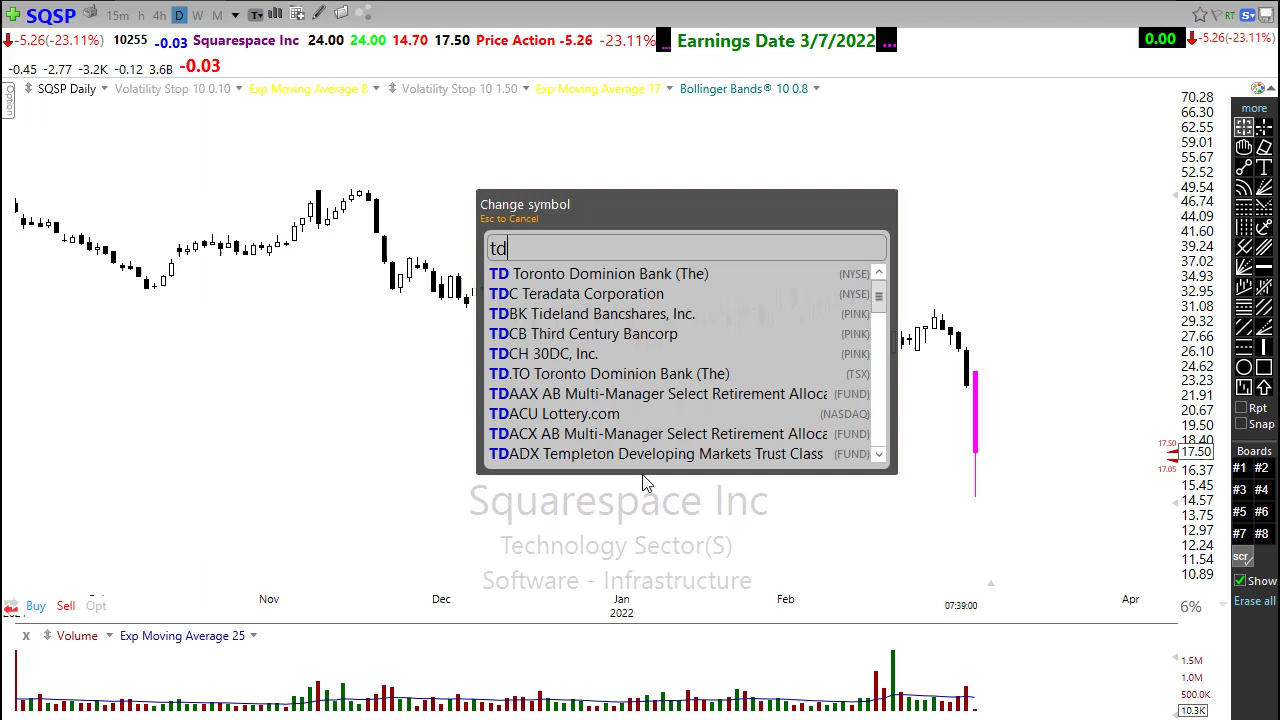 SQSP 15m h 4h D W M T RT S
-5.26(-23.11%) 10255 -0.03 Squarespace Inc 24.00 24.00 14.70 17.50 Price Action -5.26 -23.11% ... Earnings Date 3/7/2022 ... 0.00 -5.26(-23.11%)
-0.45 -2.77 -3.2K -0.12 3.6B -0.03
Option
SQSP Daily Volatility Stop 10 0.10 Exp Moving Average 8 Volatility Stop 10 1.50 Exp Moving Average 17 Bollinger Bands® 10 0.8
70.28
66.30
62.55
59.01
55.67
52.52
49.54
46.74
44.09
41.60
39.24
37.02
34.93
32.95
31.08
29.32
27.66
26.10
24.62
23.23
21.91
20.67
19.50
18.40
17.50
17.50
17.05
16.37
15.45
14.57
13.75
12.97
12.24
11.54
10.89
more
Rpt
Snap
Boards
#1 #2
#3 #4
#5 #6
#7 #8
scr
Show
Erase all
Change symbol
Esc to Cancel
td
TD Toronto Dominion Bank (The) (NYSE)
TDC Teradata Corporation (NYSE)
TDBK Tideland Bancshares, Inc. (PINK)
TDCB Third Century Bancorp (PINK)
TDCH 30DC, Inc. (PINK)
TD.TO Toronto Dominion Bank (The) (TSX)
TDAAX AB Multi-Manager Select Retirement Alloca (FUND)
TDACU Lottery.com (NASDAQ)
TDACX AB Multi-Manager Select Retirement Alloca (FUND)
TDADX Templeton Developing Markets Trust Class (FUND)
Squarespace Inc
Technology Sector(S)
Software - Infrastructure
Nov Dec Jan Feb Apr
2022 07:39:00
Buy Sell Opt 6%
x Volume Exp Moving Average 25
1.5M
1.0M
500.0K
10.3K